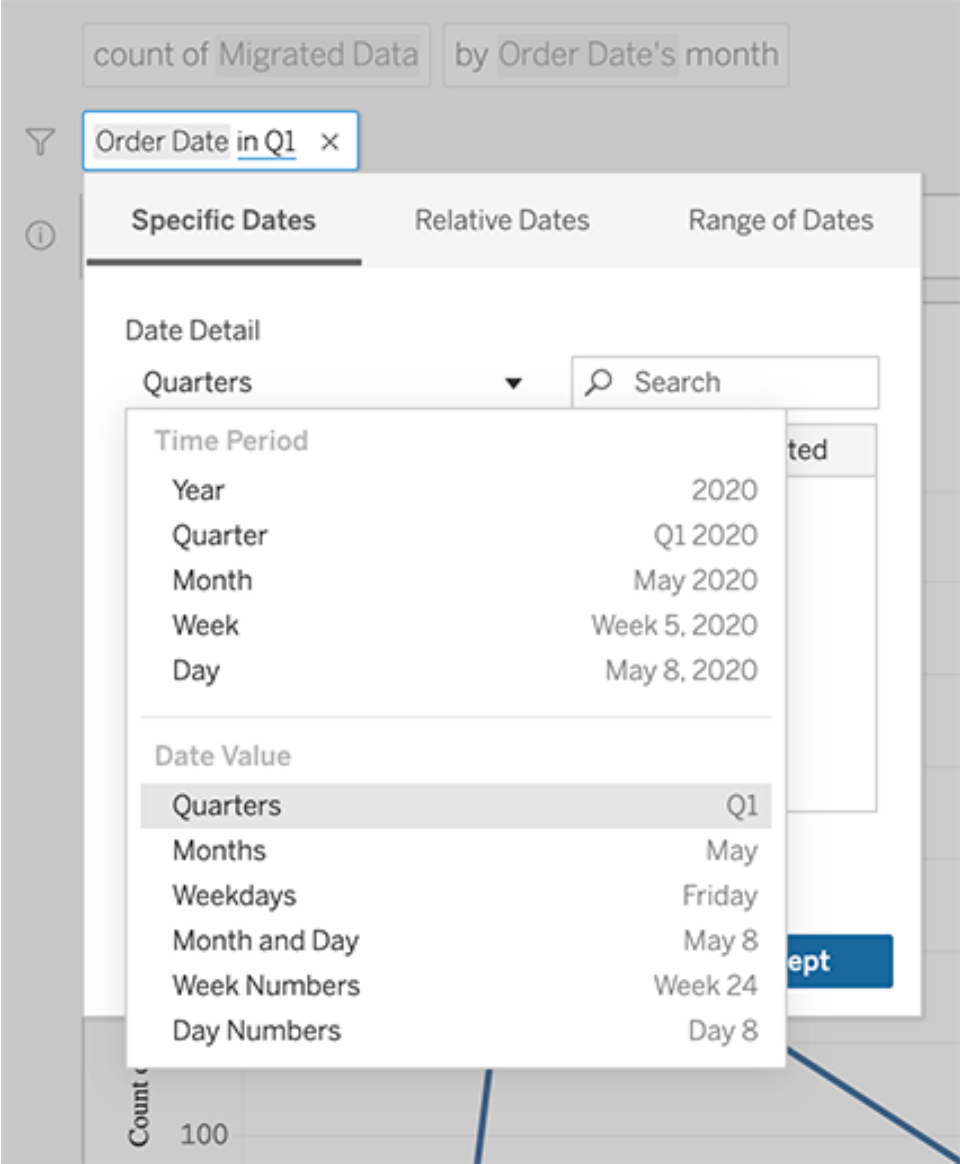 count of Migrated Data by Order Date's month
Order Date in Q1 ×
Specific Dates Relative Dates Range of Dates
Date Detail
Quarters Search
Time Period
ted
Year 2020
Quarter Q1 2020
Month May 2020
Week Week 5, 2020
Day May 8, 2020
Date Value
Quarters Q1
Months May
Weekdays Friday
Month and Day May 8
ept
Week Numbers Week 24
Day Numbers Day 8
Count
100